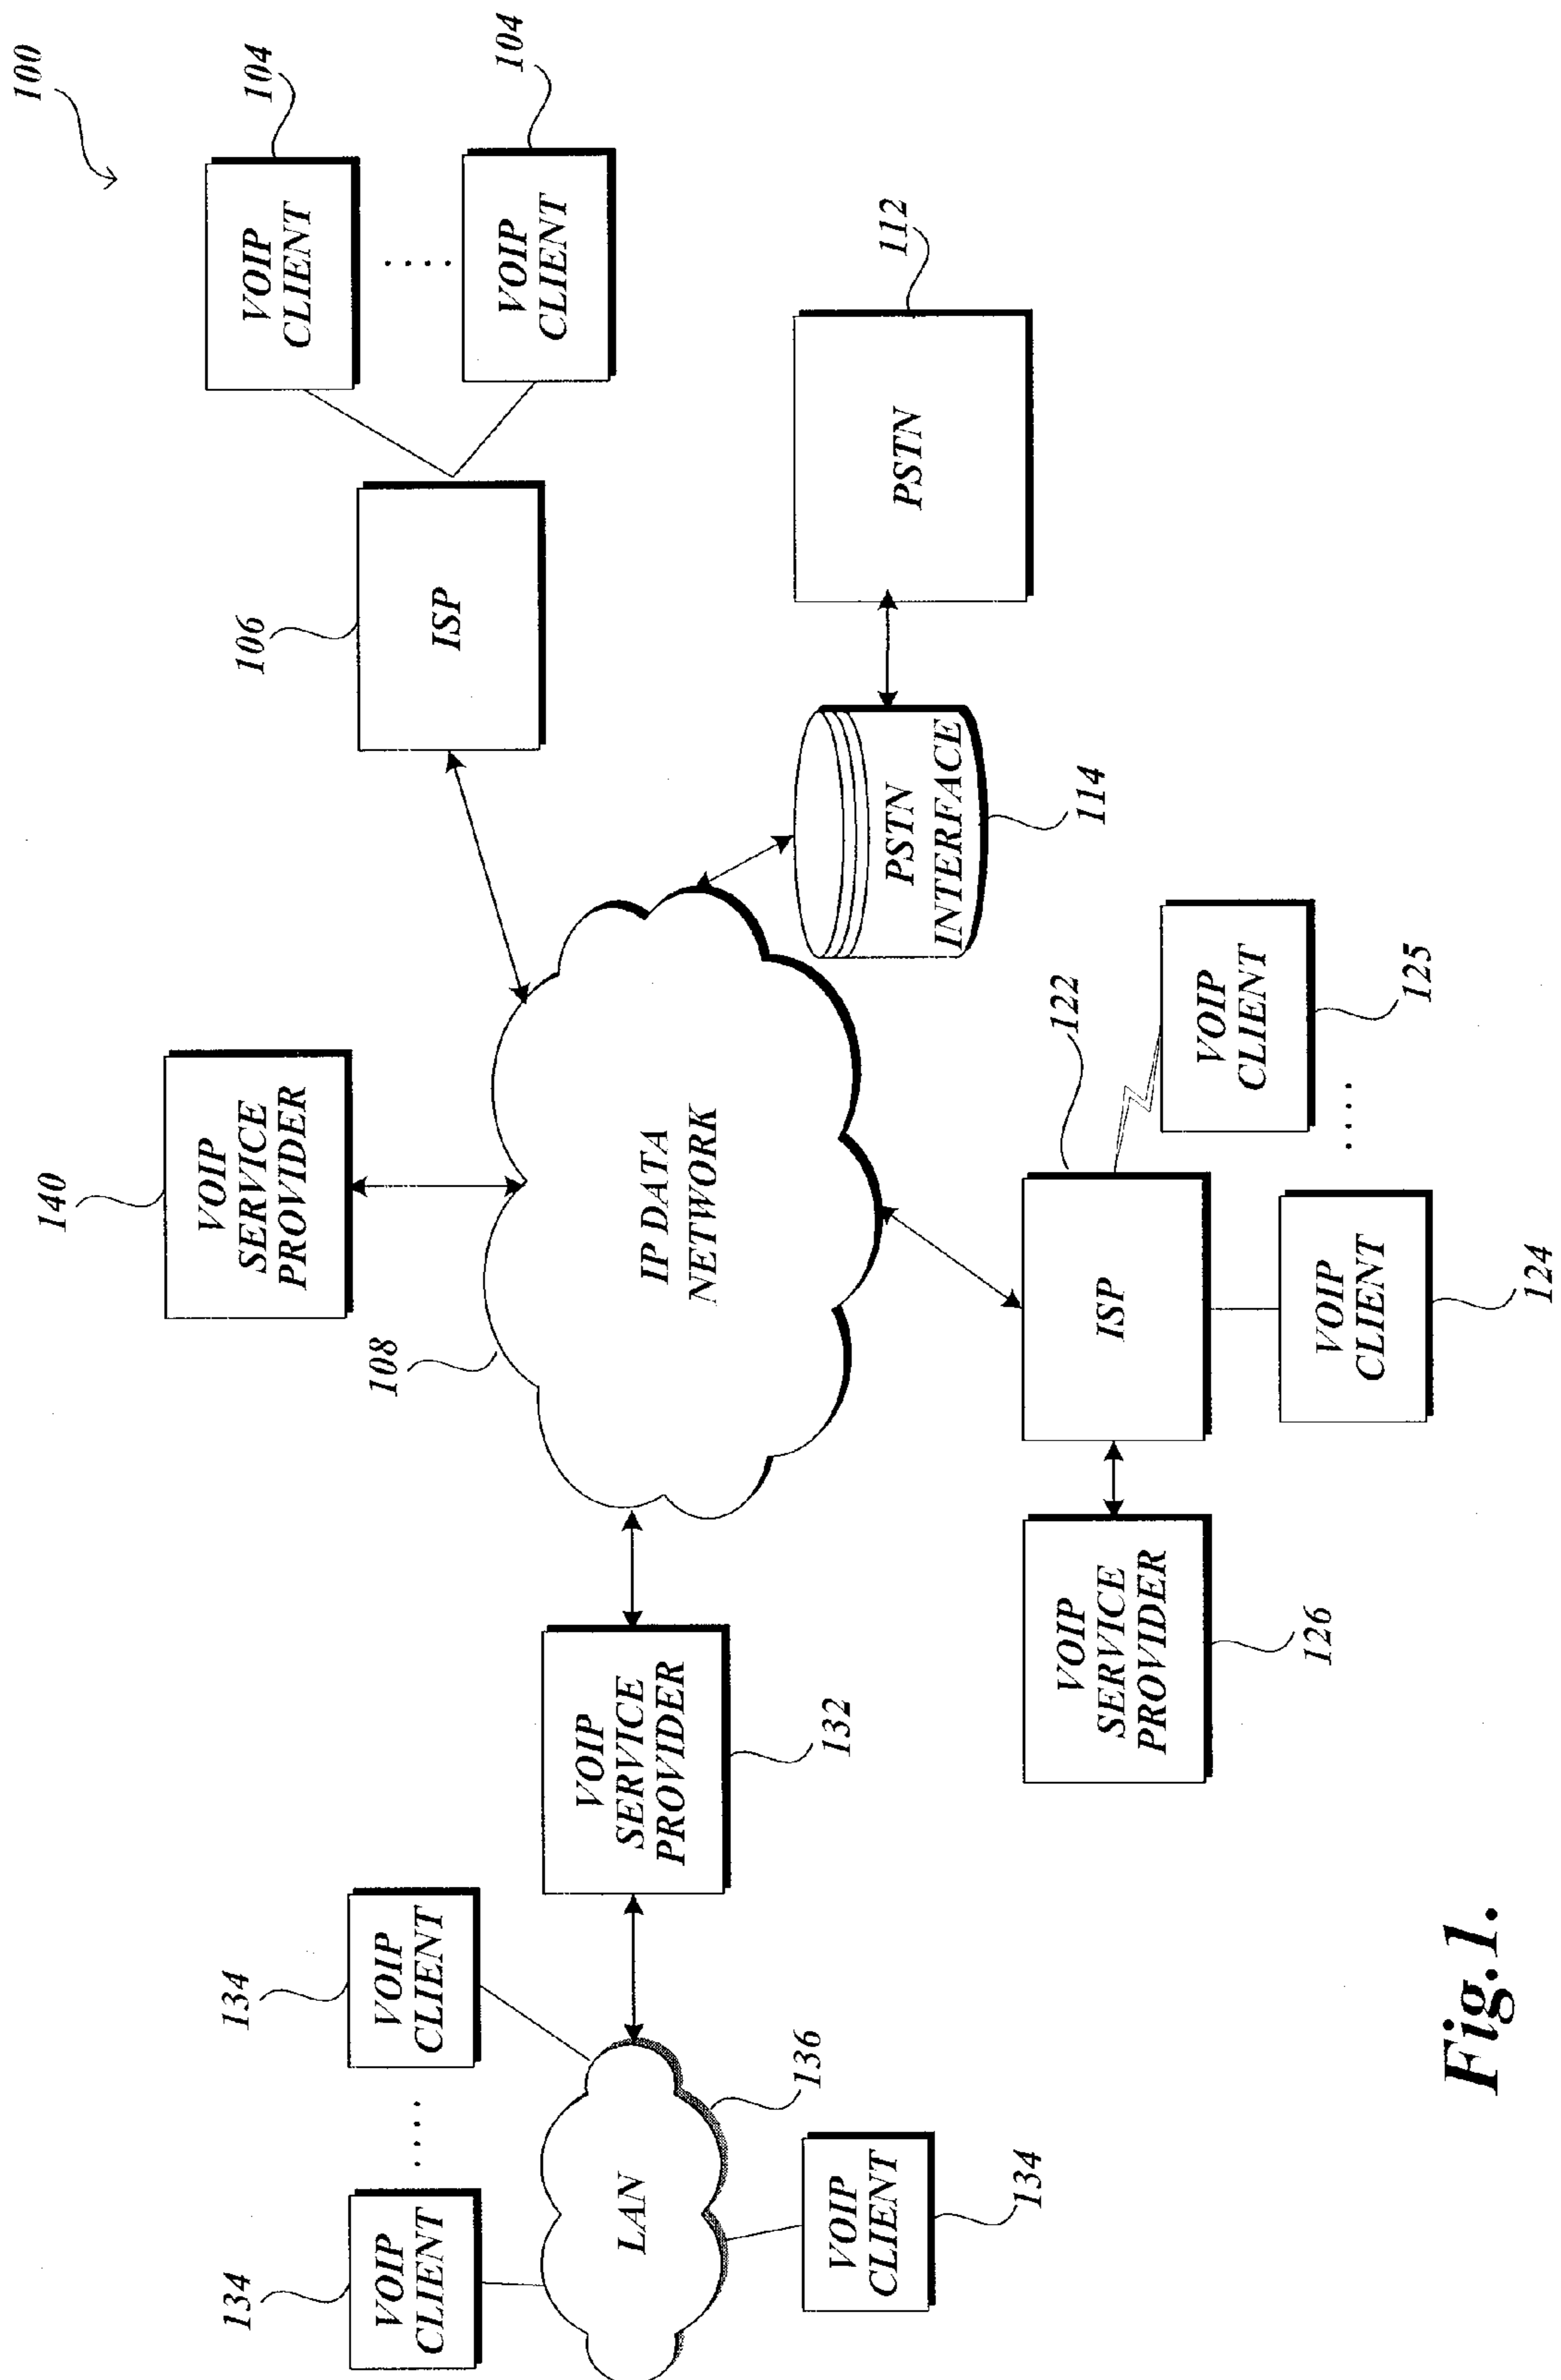 100
104
VOIP
CLIENT
....
104
VOIP
CLIENT
106
ISP
112
PSTN
114
PSTN
INTERFACE
140
VOIP
SERVICE
PROVIDER
108
IP DATA
NETWORK
122
ISP
125
VOIP
CLIENT
....
124
VOIP
CLIENT
126
VOIP
SERVICE
PROVIDER
132
VOIP
SERVICE
PROVIDER
134
VOIP
CLIENT
....
134
VOIP
CLIENT
136
LAN
134
VOIP
CLIENT
Fig.1.